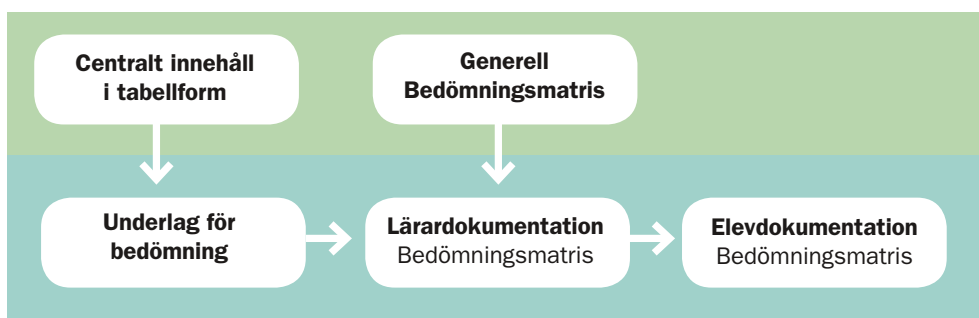 Centralt innehåll
i tabellform
Generell
Bedömningsmatris
Underlag för
bedömning
Lärardokumentation
Bedömningsmatris
Elevdokumentation
Bedömningsmatris